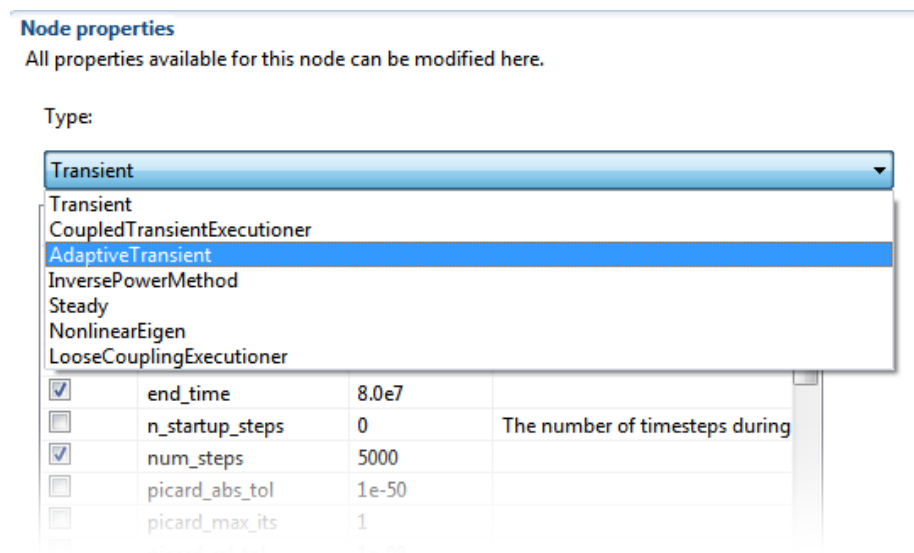 Node properties
All properties available for this node can be modified here.
Type:
Transient
Transient
CoupledTransientExecutioner
AdaptiveTransient
InversePowerMethod
Steady
NonlinearEigen
LooseCouplingExecutioner
end_time 8.0e7
n_startup_steps 0 The number of timesteps during
num_steps 5000
picard_abs_tol 1e-50
picard_max_its 1